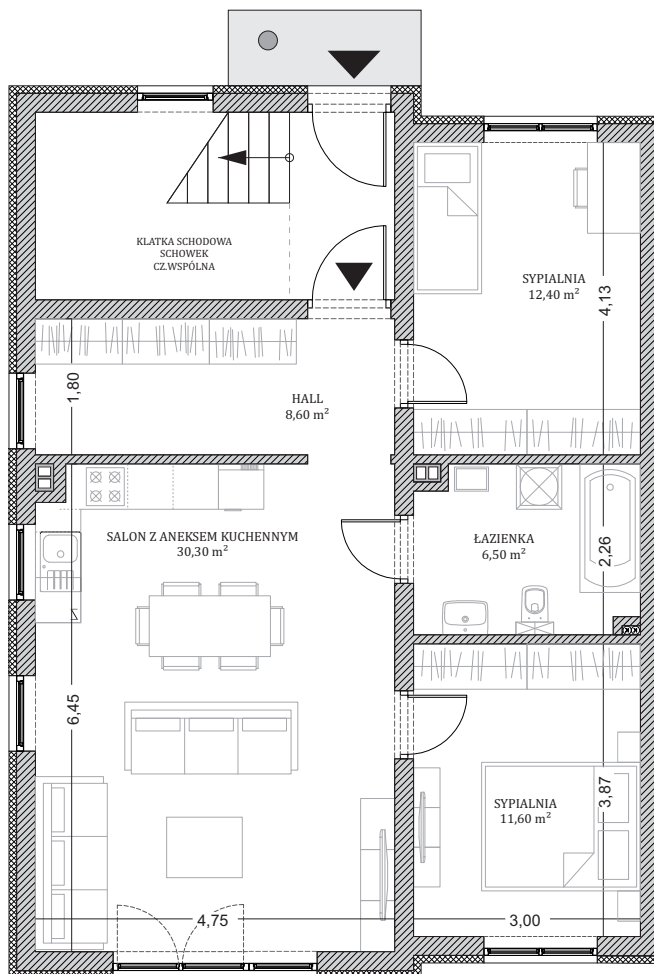 KLATKA SCHODOWA
SCHOWEK
CZ.WSPÓLNA
SYPIALNIA
12,40 m²
4,13
1,80
HALL
8,60 m²
SALON Z ANEKSEM KUCHENNYM
30,30 m²
ŁAZIENKA
6,50 m²
2,26
6,45
SYPIALNIA
11,60 m²
3,87
4,75
3,00